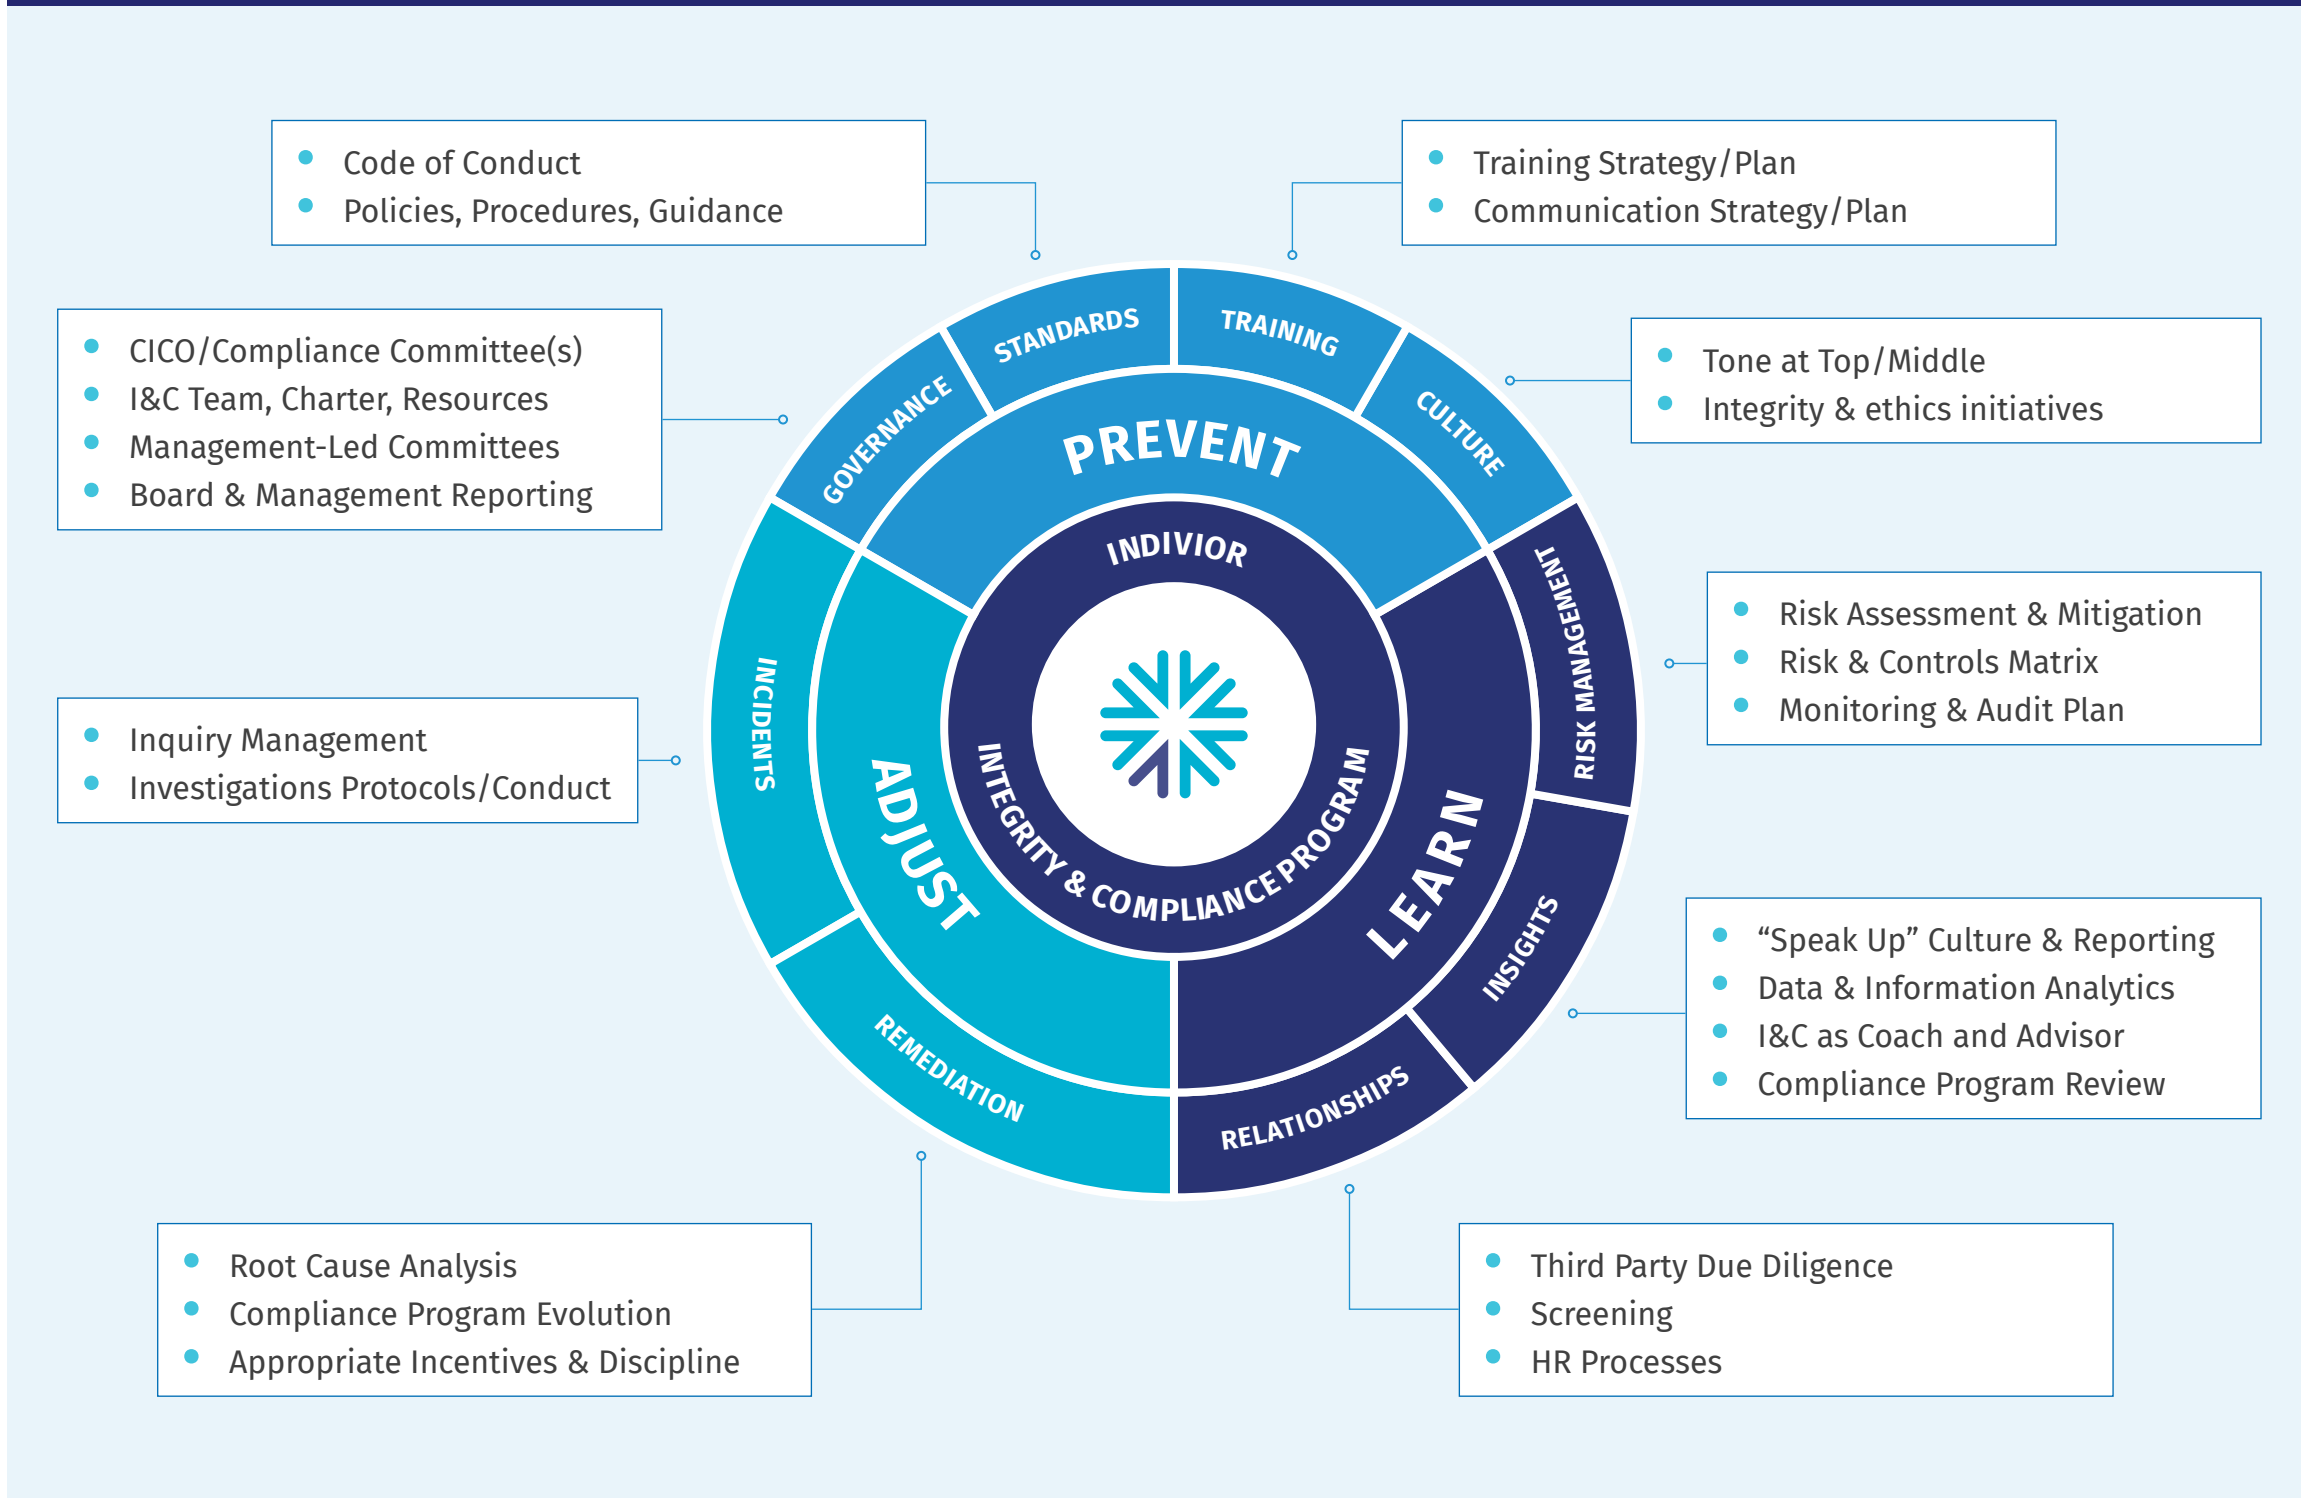 Code of Conduct
Policies, Procedures, Guidance
Training Strategy/Plan
Communication Strategy/Plan
CICO/Compliance Committee(s)
I&C Team, Charter, Resources
Management-Led Committees
Board & Management Reporting
Tone at Top/Middle
Integrity & ethics initiatives
Inquiry Management
Investigations Protocols/Conduct
Risk Assessment & Mitigation
Risk & Controls Matrix
Monitoring & Audit Plan
“Speak Up” Culture & Reporting
Data & Information Analytics
I&C as Coach and Advisor
Compliance Program Review
Root Cause Analysis
Compliance Program Evolution
Appropriate Incentives & Discipline
Third Party Due Diligence
Screening
HR Processes
GOVERNANCE
STANDARDS
TRAINING
CULTURE
RISK MANAGEMENT
INSIGHTS
RELATIONSHIPS
REMEDIATION
INCIDENTS
PREVENT
LEARN
ADJUST
INDIVIOR
INTEGRITY & COMPLIANCE PROGRAM